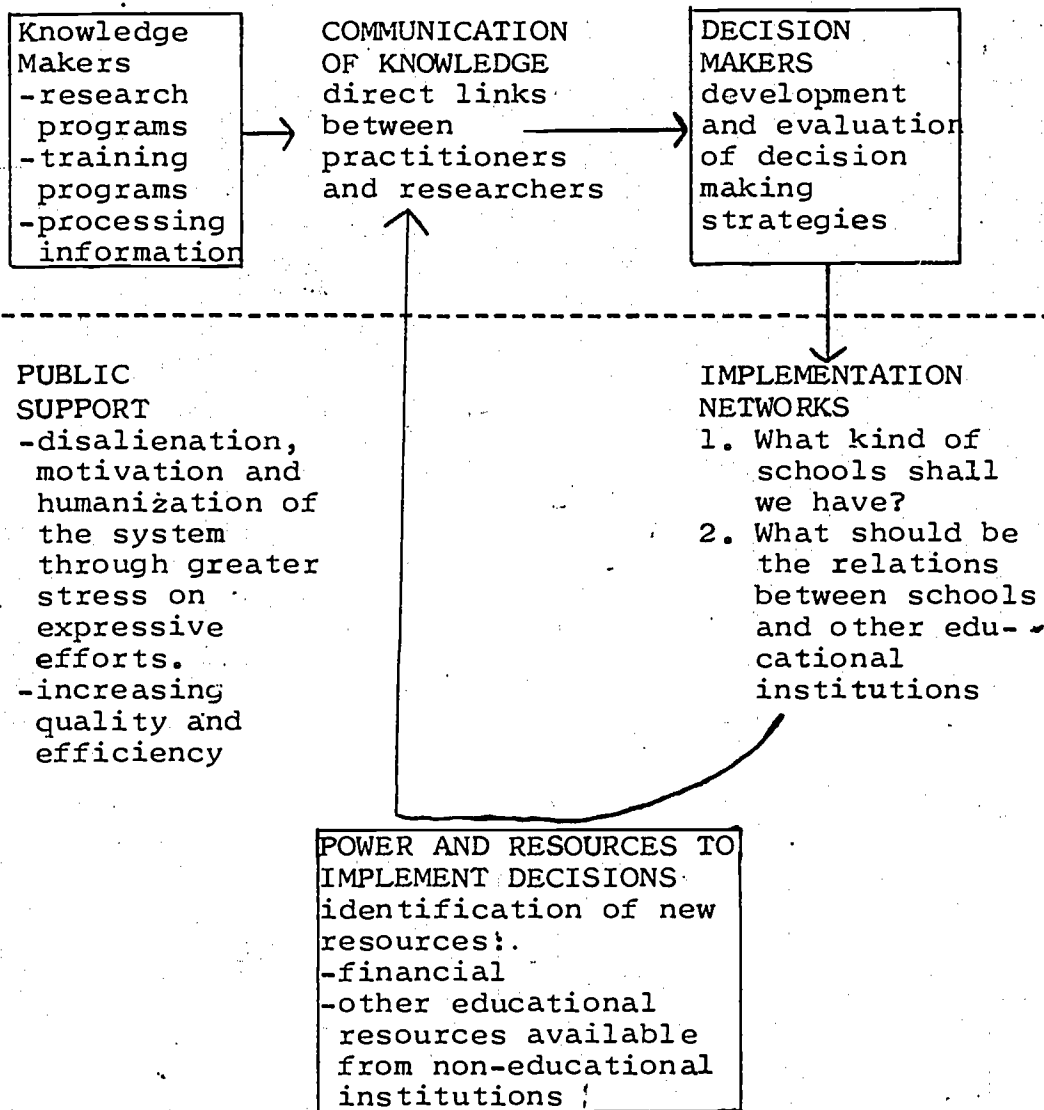 Knowledge
Makers
-research
programs
-training
programs
-processing
information
COMMUNICATION
OF KNOWLEDGE
direct links
between
practitioners
and researchers
DECISION
MAKERS
development
and evaluation
of decision
making
strategies
PUBLIC
SUPPORT
-disalienation,
motivation and
humanization of
the system
through greater
stress on
expressive
efforts.
-increasing
quality and
efficiency
IMPLEMENTATION
NETWORKS
1. What kind of
schools shall
we have?
2. What should be
the relations
between schools
and other edu-
cational
institutions
POWER AND RESOURCES TO
IMPLEMENT DECISIONS
identification of new
resources:.
-financial
-other educational
resources available
from non-educational
institutions